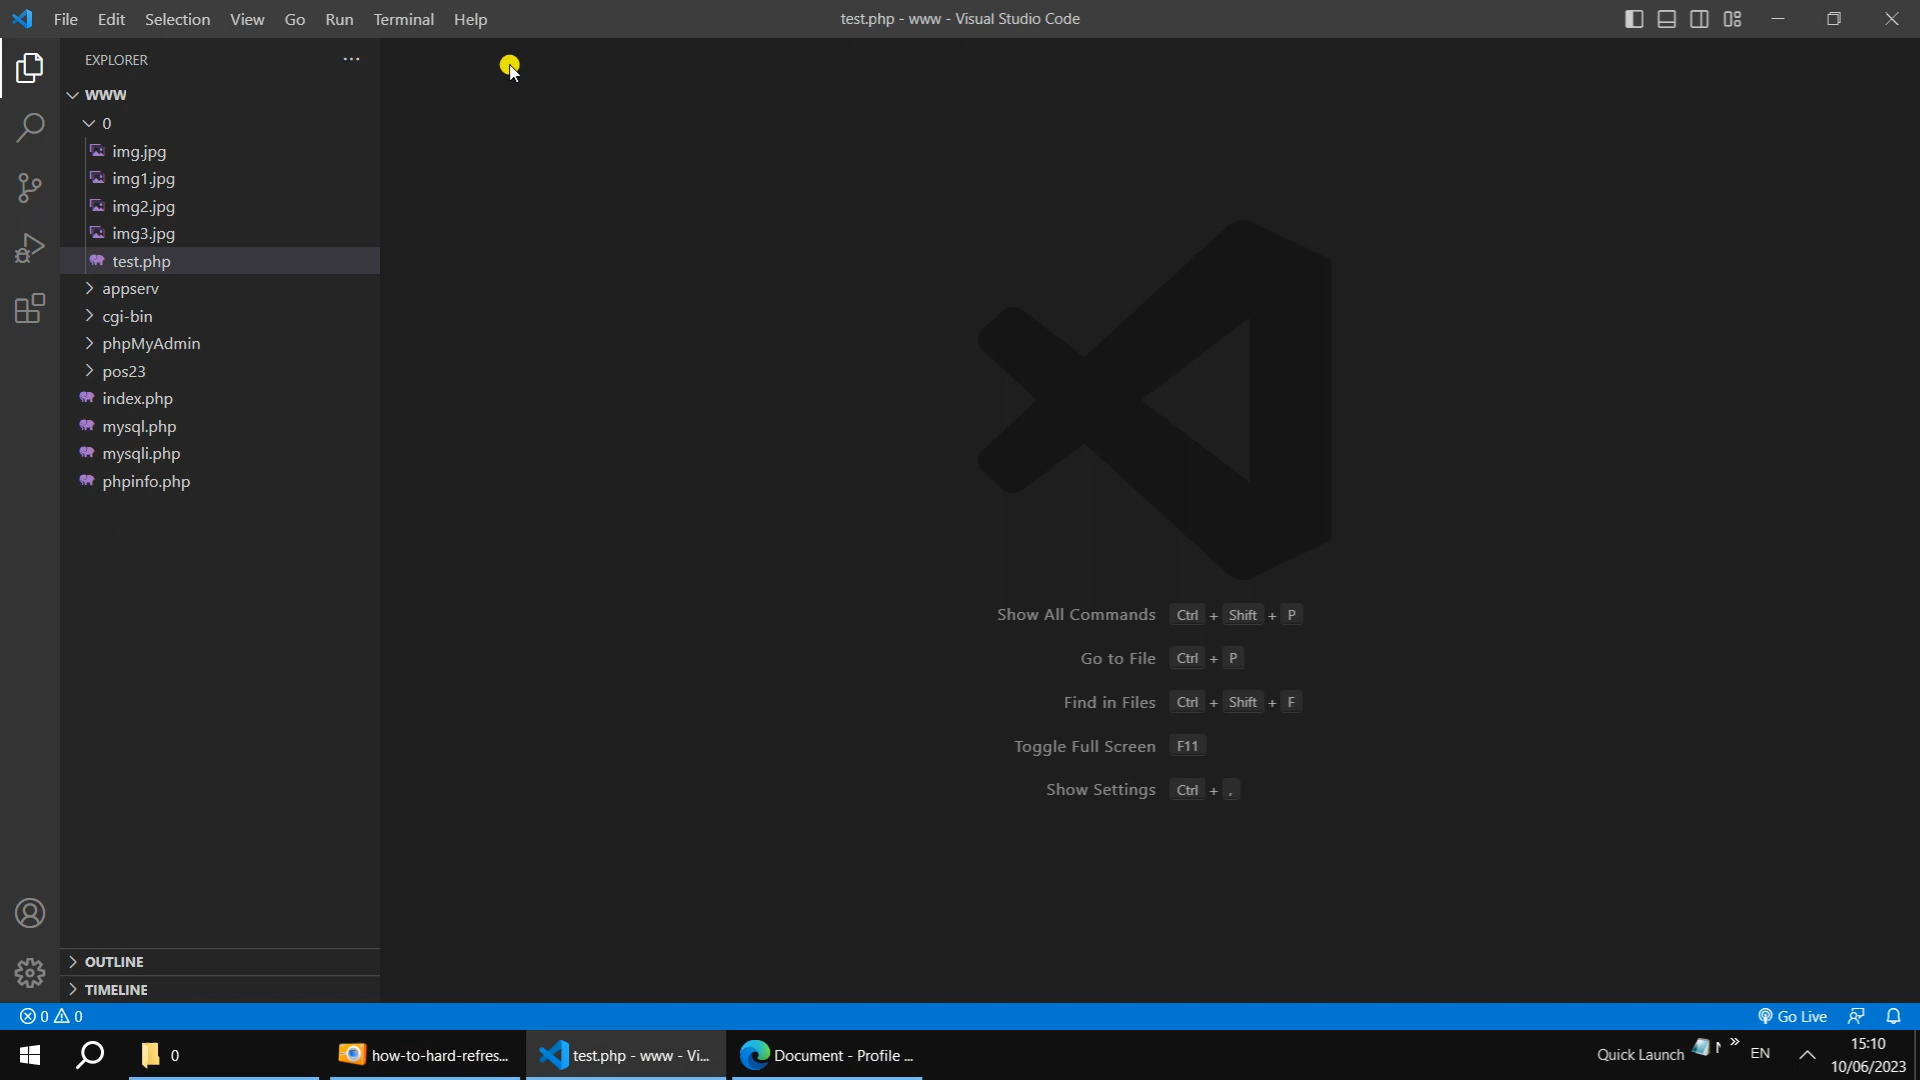 File Edit Selection View Go Run Terminal Help
test.php - www - Visual Studio Code
EXPLORER
WWW
0
img.jpg
img1.jpg
img2.jpg
img3.jpg
test.php
appserv
cgi-bin
phpMyAdmin
pos23
index.php
mysql.php
mysqli.php
phpinfo.php
Show All Commands Ctrl + Shift + P
Go to File Ctrl + P
Find in Files Ctrl + Shift + F
Toggle Full Screen F11
Show Settings Ctrl + ,
OUTLINE
TIMELINE
0 0
Go Live
0
how-to-hard-refres...
test.php - www - Vi...
Document - Profile ...
Quick Launch
EN
15:10
10/06/2023